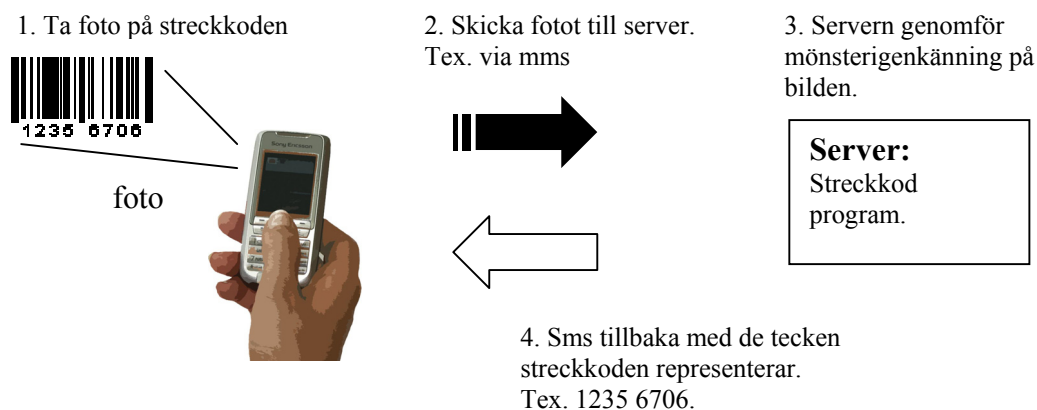 1. Ta foto på streckkoden
1235 6706
Sony Ericsson
foto
2. Skicka fotot till server.
Tex. via mms
3. Servern genomför
mönsterigenkänning på
bilden.
Server:
Streckkod
program.
4. Sms tillbaka med de tecken
streckkoden representerar.
Tex. 1235 6706.